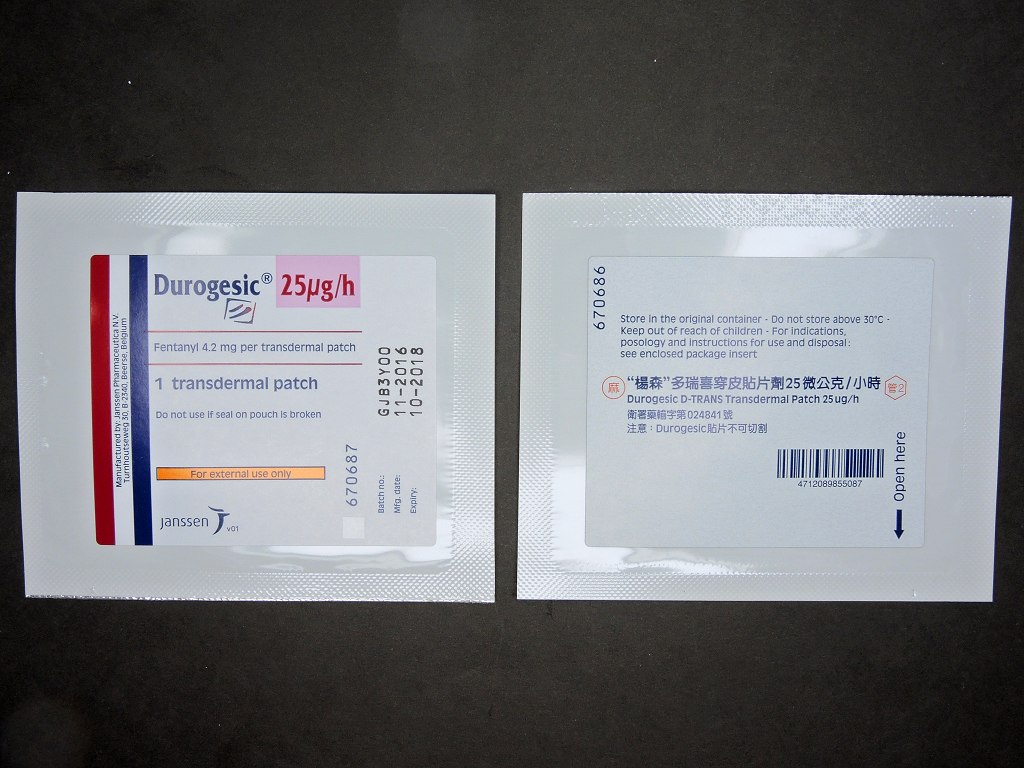 Durogesic® 25µg/h
Fentanyl 4.2 mg per transdermal patch
1 transdermal patch
Do not use if seal on pouch is broken
For external use only
janssen
v01
Manufactured by: Janssen Pharmaceutica N.V.
Turnhoutseweg 30, B-2340, Beerse, Belgium
670687
Batch no.: GJB3Y00
Mfg. date: 11-2016
Expiry: 10-2018
670686
Store in the original container - Do not store above 30°C -
Keep out of reach of children - For indications,
posology and instructions for use and disposal:
see enclosed package insert
麻 “楊森”多瑞喜穿皮貼片劑25微公克/小時 管2
Durogesic D-TRANS Transdermal Patch 25ug/h
衛署藥輸字第024841號
注意：Durogesic貼片不可切割
4712089855087
Open here